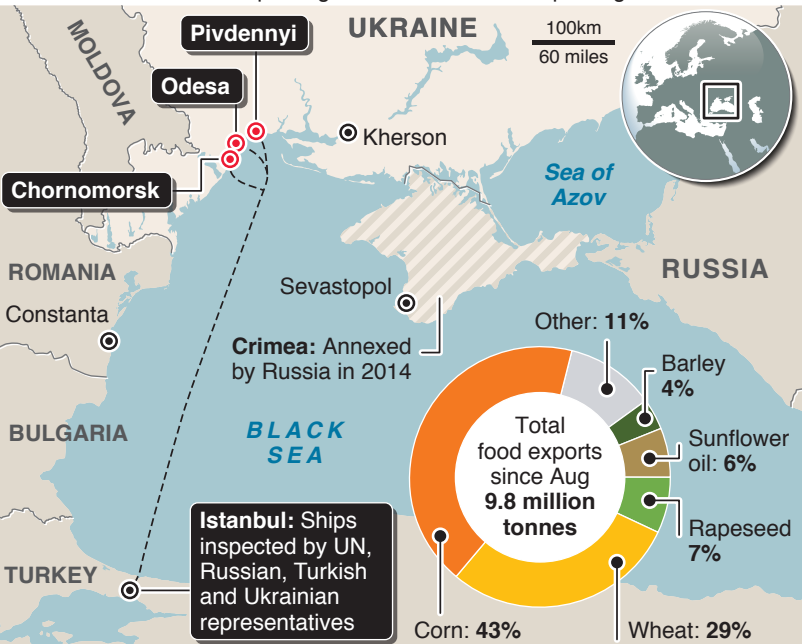 Pivdennyi
UKRAINE
100km
60 miles
MOLDOVA
Odesa
Kherson
Chornomorsk
Sea of
Azov
ROMANIA
RUSSIA
Sevastopol
Constanta
Crimea: Annexed
by Russia in 2014
Other: 11%
Barley
4%
BULGARIA
BLACK
SEA
Total
food exports
since Aug
9.8 million
tonnes
Sunflower
oil: 6%
Rapeseed
7%
Istanbul: Ships
inspected by UN,
Russian, Turkish
and Ukrainian
representatives
TURKEY
Corn: 43%
Wheat: 29%